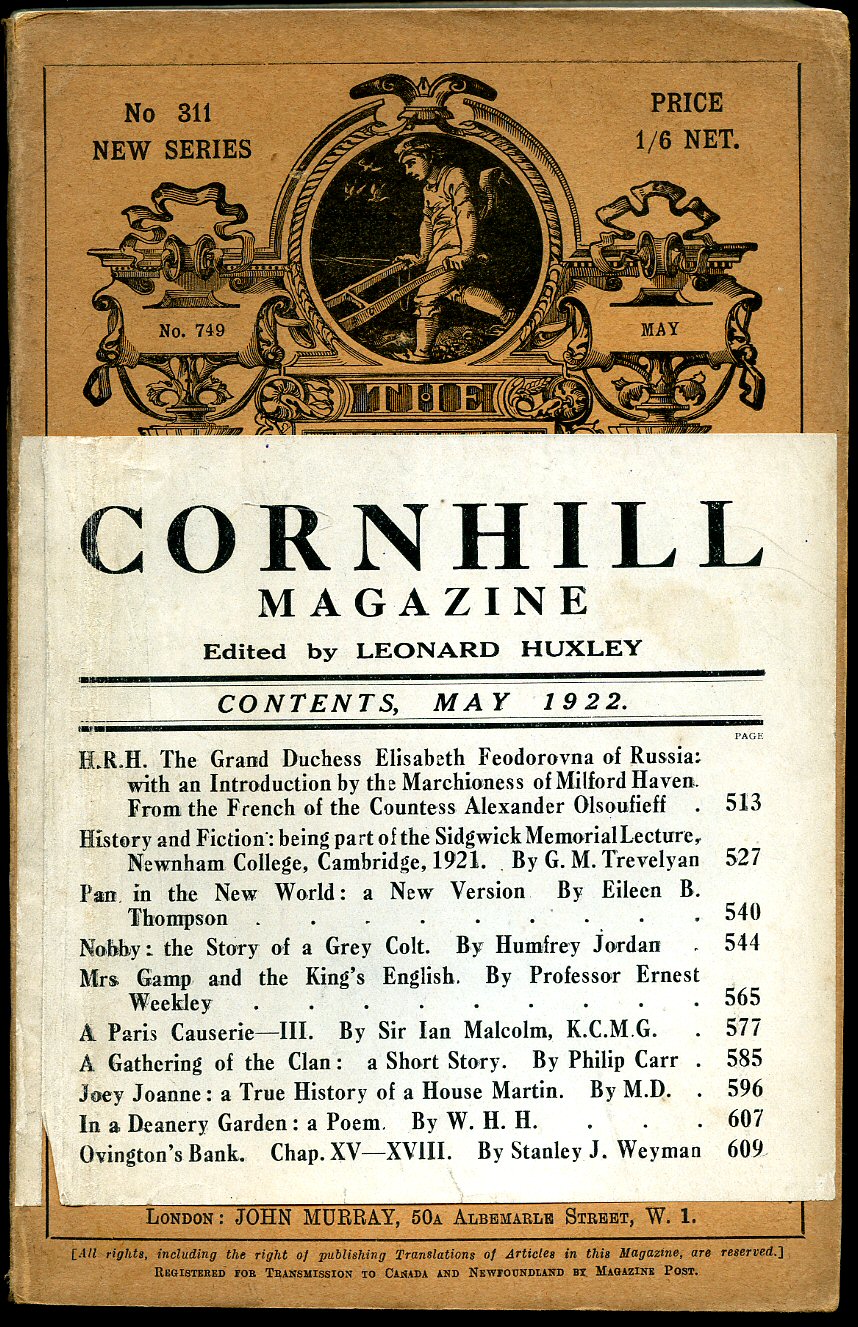 No 311
NEW SERIES
PRICE
1/6 NET.
No. 749
MAY
THE
CORNHILL
MAGAZINE
Edited by LEONARD HUXLEY
CONTENTS, MAY 1922.
PAGE
H.R.H. The Grand Duchess Elisabeth Feodorovna of Russia:
with an Introduction by the Marchioness of Milford Haven.
From the French of the Countess Alexander Olsoufieff . 513
History and Fiction: being part of the Sidgwick Memorial Lecture,
Newnham College, Cambridge, 1921. By G. M. Trevelyan 527
Pan in the New World: a New Version By Eileen B.
Thompson . . . . . . . . . 540
Nobby: the Story of a Grey Colt. By Humfrey Jordan . 544
Mrs Gamp and the King's English. By Professor Ernest
Weekley . . . . . . . . . 565
A Paris Causerie—III. By Sir Ian Malcolm, K.C.M.G. . 577
A Gathering of the Clan: a Short Story. By Philip Carr . 585
Joey Joanne: a True History of a House Martin. By M.D. . 596
In a Deanery Garden: a Poem. By W. H. H. . . . 607
Ovington's Bank. Chap. XV—XVIII. By Stanley J. Weyman 609
LONDON: JOHN MURRAY, 50A ALBEMARLE STREET, W. 1.
[All rights, including the right of publishing Translations of Articles in this Magazine, are reserved.]
REGISTERED FOR TRANSMISSION TO CANADA AND NEWFOUNDLAND BY MAGAZINE POST.